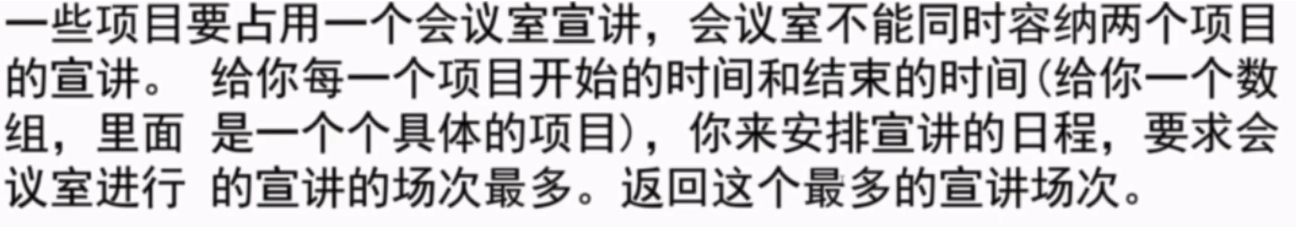 一些项目要占用一个会议室宣讲，会议室不能同时容纳两个项目
的宣讲。 给你每一个项目开始的时间和结束的时间(给你一个数
组，里面 是一个个具体的项目)，你来安排宣讲的日程，要求会
议室进行 的宣讲的场次最多。返回这个最多的宣讲场次。